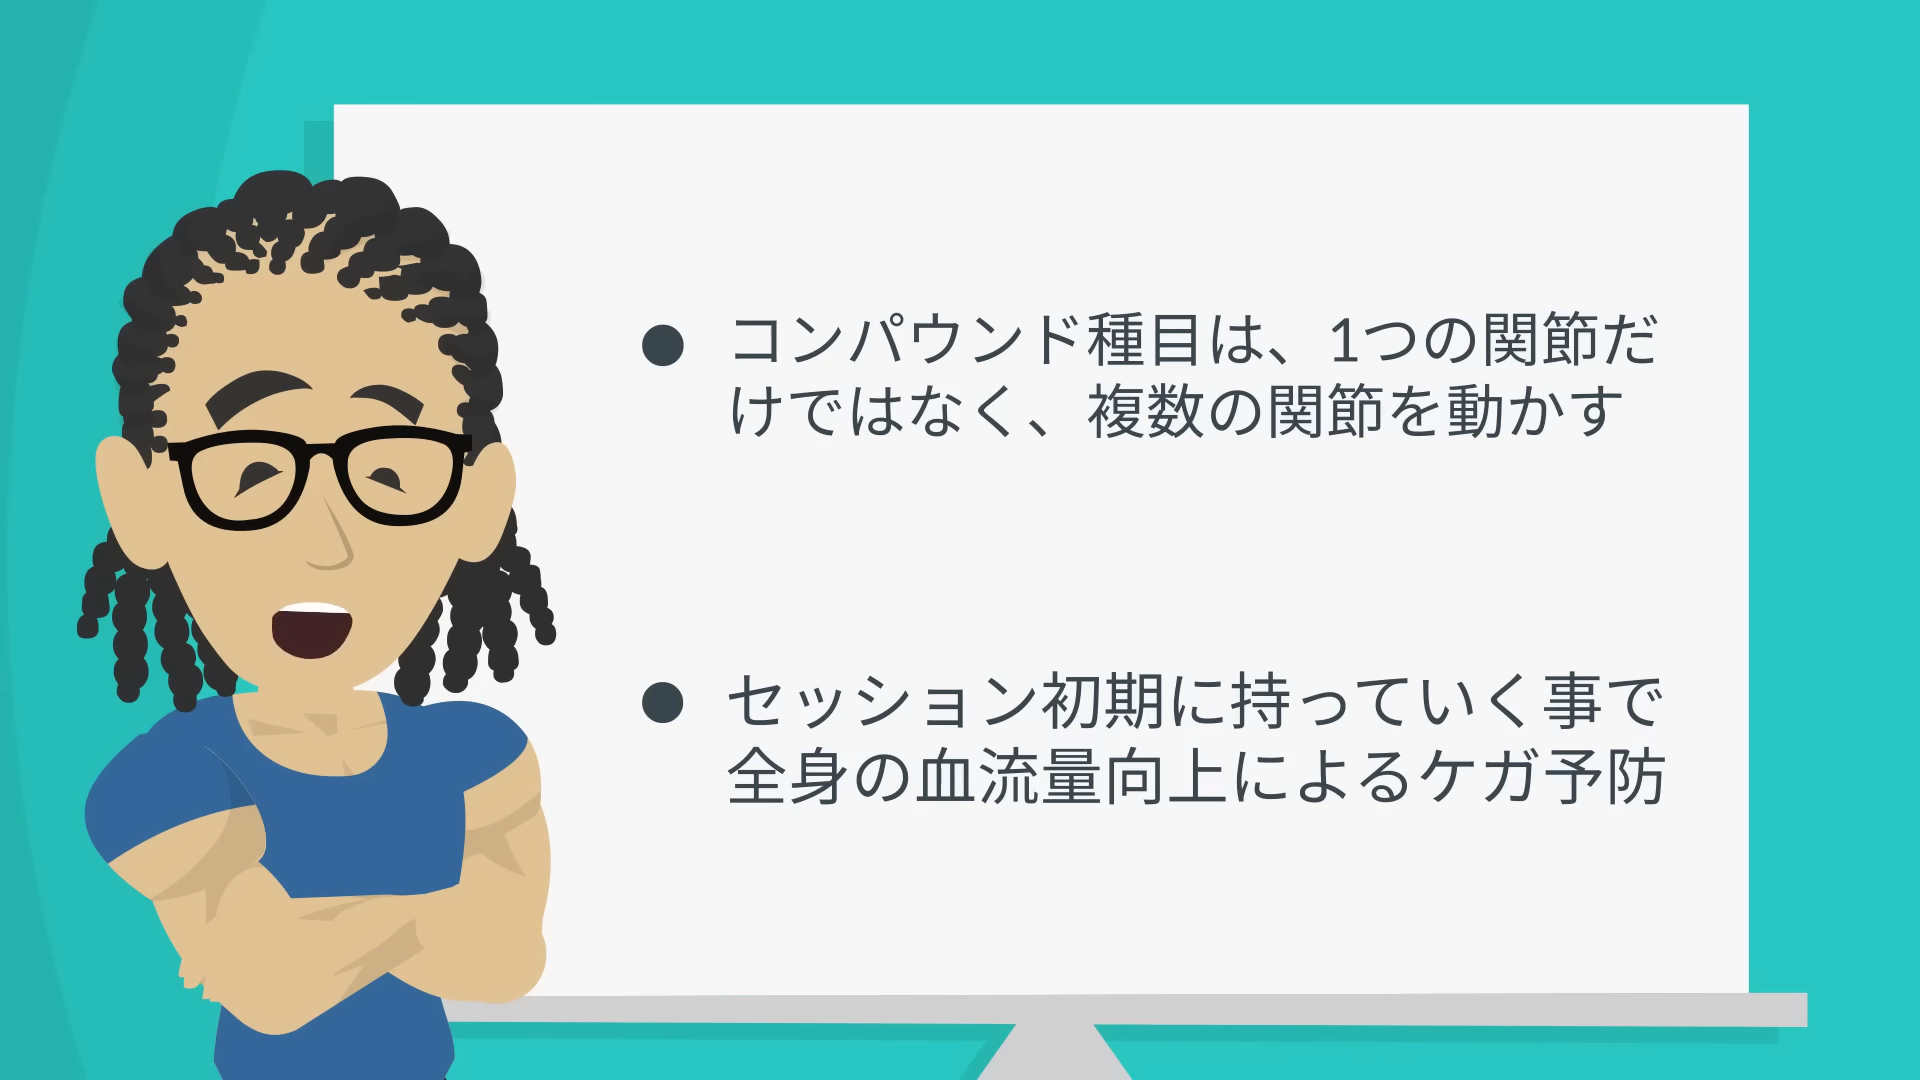 ● コンパウンド種目は、1つの関節だ
けではなく、複数の関節を動かす
● セッション初期に持っていく事で
全身の血流量向上によるケガ予防